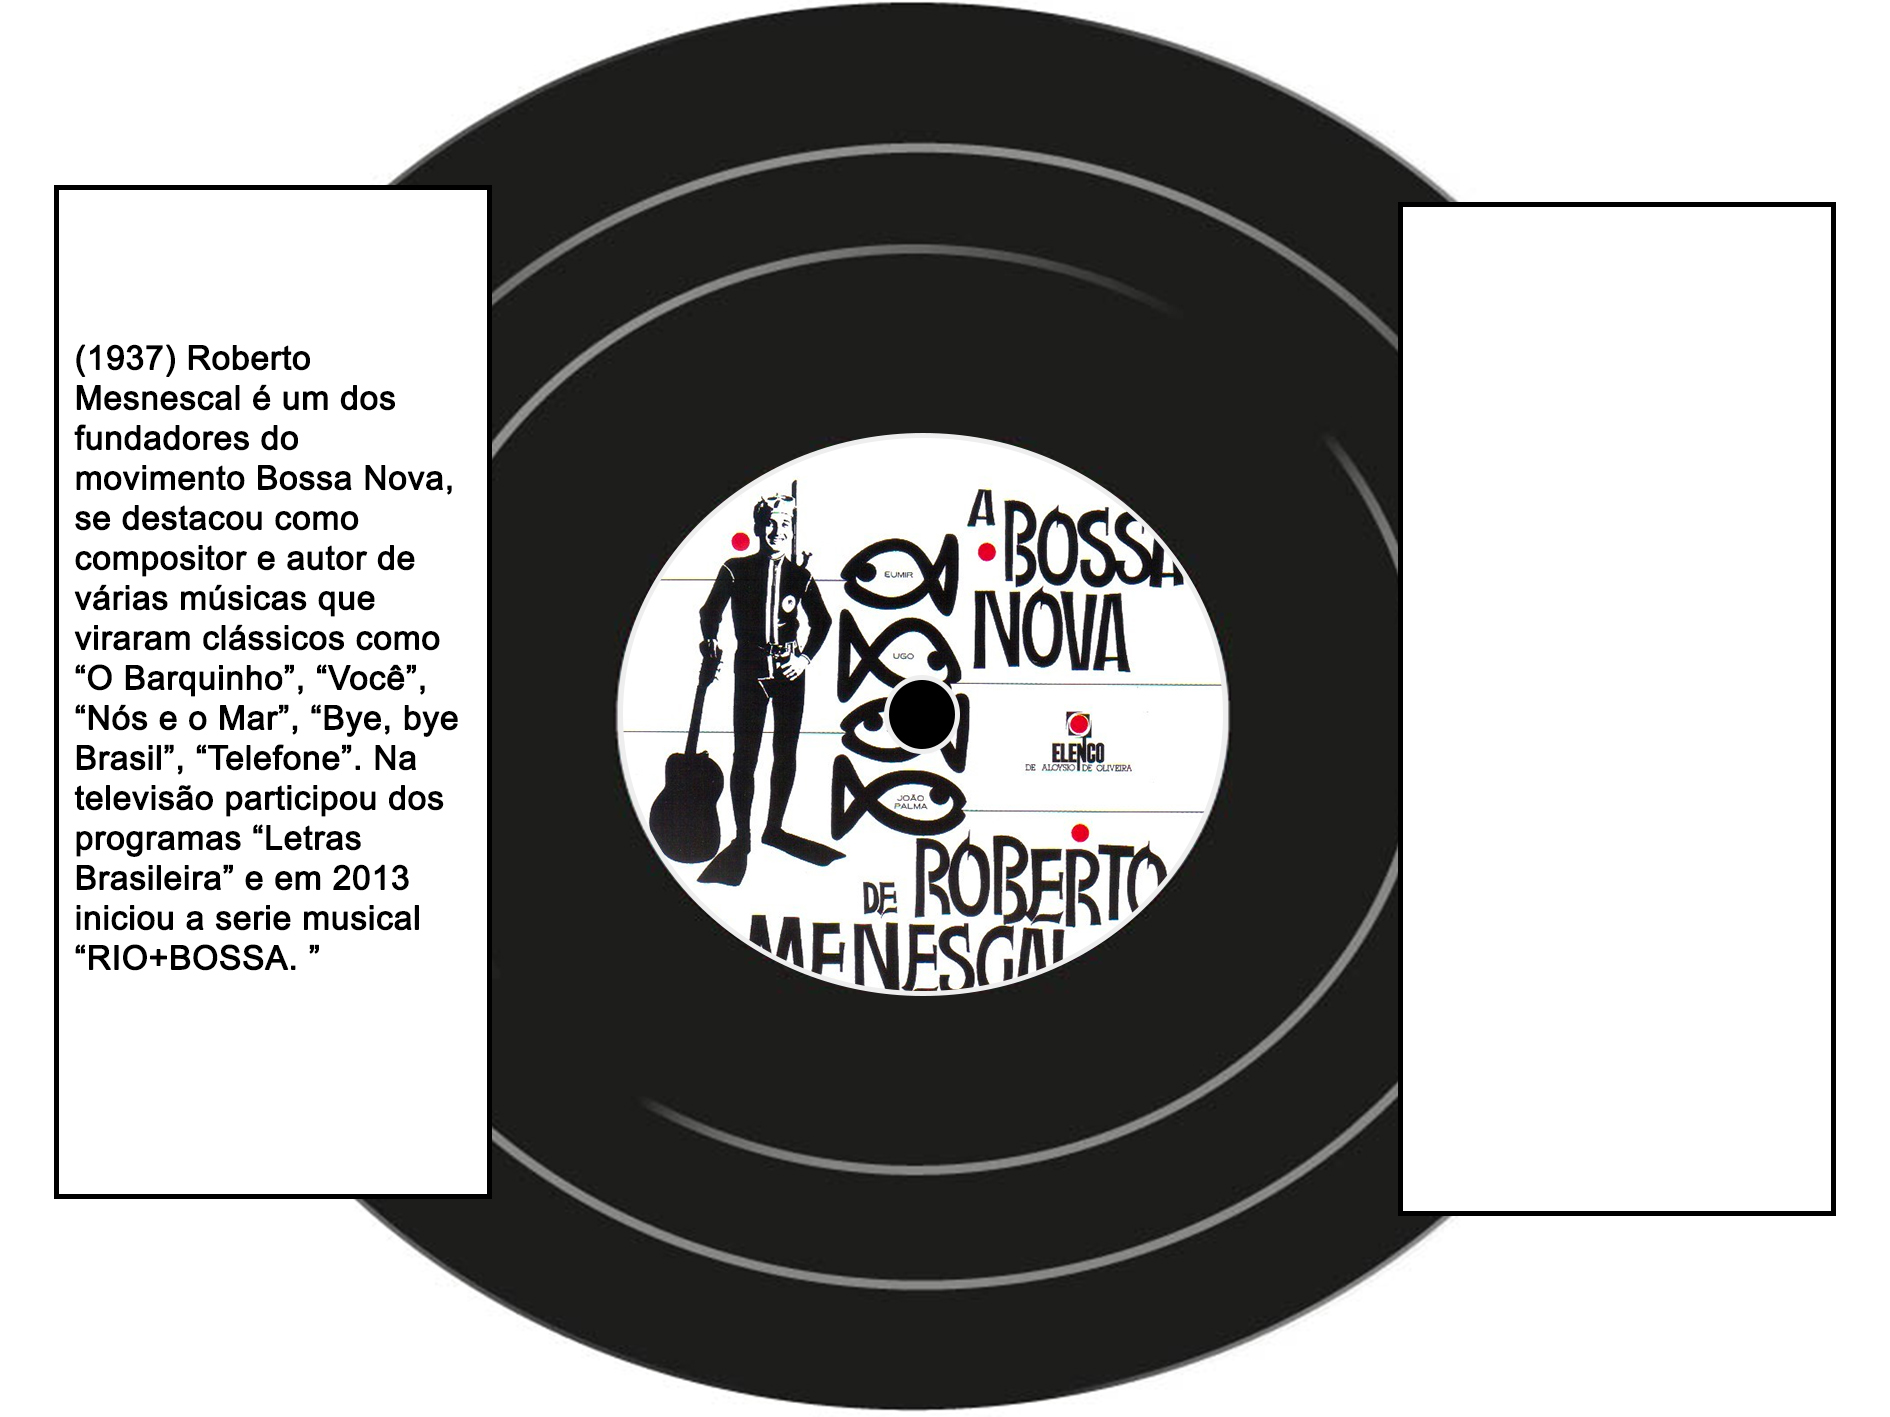 (1937) Roberto
Mesnescal é um dos
fundadores do
movimento Bossa Nova,
se destacou como
compositor e autor de
várias músicas que
viraram clássicos como
“O Barquinho”, “Você”,
“Nós e o Mar”, “Bye, bye
Brasil”, “Telefone”. Na
televisão participou dos
programas “Letras
Brasileira” e em 2013
iniciou a serie musical
“RIO+BOSSA. ”
A BOSSA
NOVA
EUMIR
UGO
ELENCO
DE ALOYSIO DE OLIVEIRA
JOÃO
PALMA
DE ROBERTO
MENESCAL